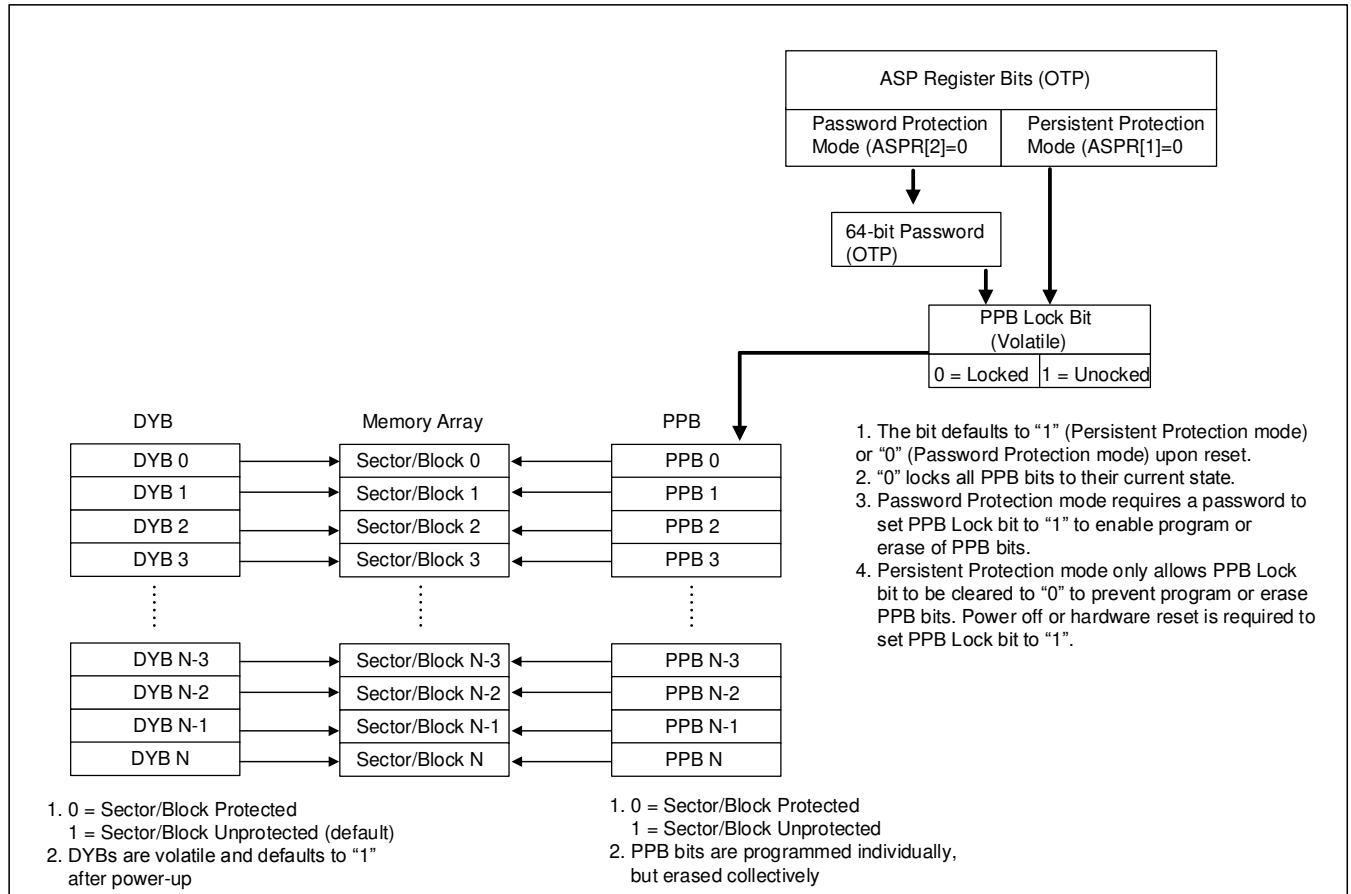 ASP Register Bits (OTP)
Password Protection
Mode (ASPR[2]=0
Persistent Protection
Mode (ASPR[1]=0
64-bit Password
(OTP)
PPB Lock Bit
(Volatile)
0 = Locked
1 = Unocked
1. The bit defaults to “1” (Persistent Protection mode)
or “0” (Password Protection mode) upon reset.
2. “0” locks all PPB bits to their current state.
3. Password Protection mode requires a password to
set PPB Lock bit to “1” to enable program or
erase of PPB bits.
4. Persistent Protection mode only allows PPB Lock
bit to be cleared to “0” to prevent program or erase
PPB bits. Power off or hardware reset is required to
set PPB Lock bit to “1”.
DYB
Memory Array
PPB
DYB 0
Sector/Block 0
PPB 0
DYB 1
Sector/Block 1
PPB 1
DYB 2
Sector/Block 2
PPB 2
DYB 3
Sector/Block 3
PPB 3
DYB N-3
Sector/Block N-3
PPB N-3
DYB N-2
Sector/Block N-2
PPB N-2
DYB N-1
Sector/Block N-1
PPB N-1
DYB N
Sector/Block N
PPB N
1. 0 = Sector/Block Protected
1 = Sector/Block Unprotected (default)
2. DYBs are volatile and defaults to “1”
after power-up
1. 0 = Sector/Block Protected
1 = Sector/Block Unprotected
2. PPB bits are programmed individually,
but erased collectively